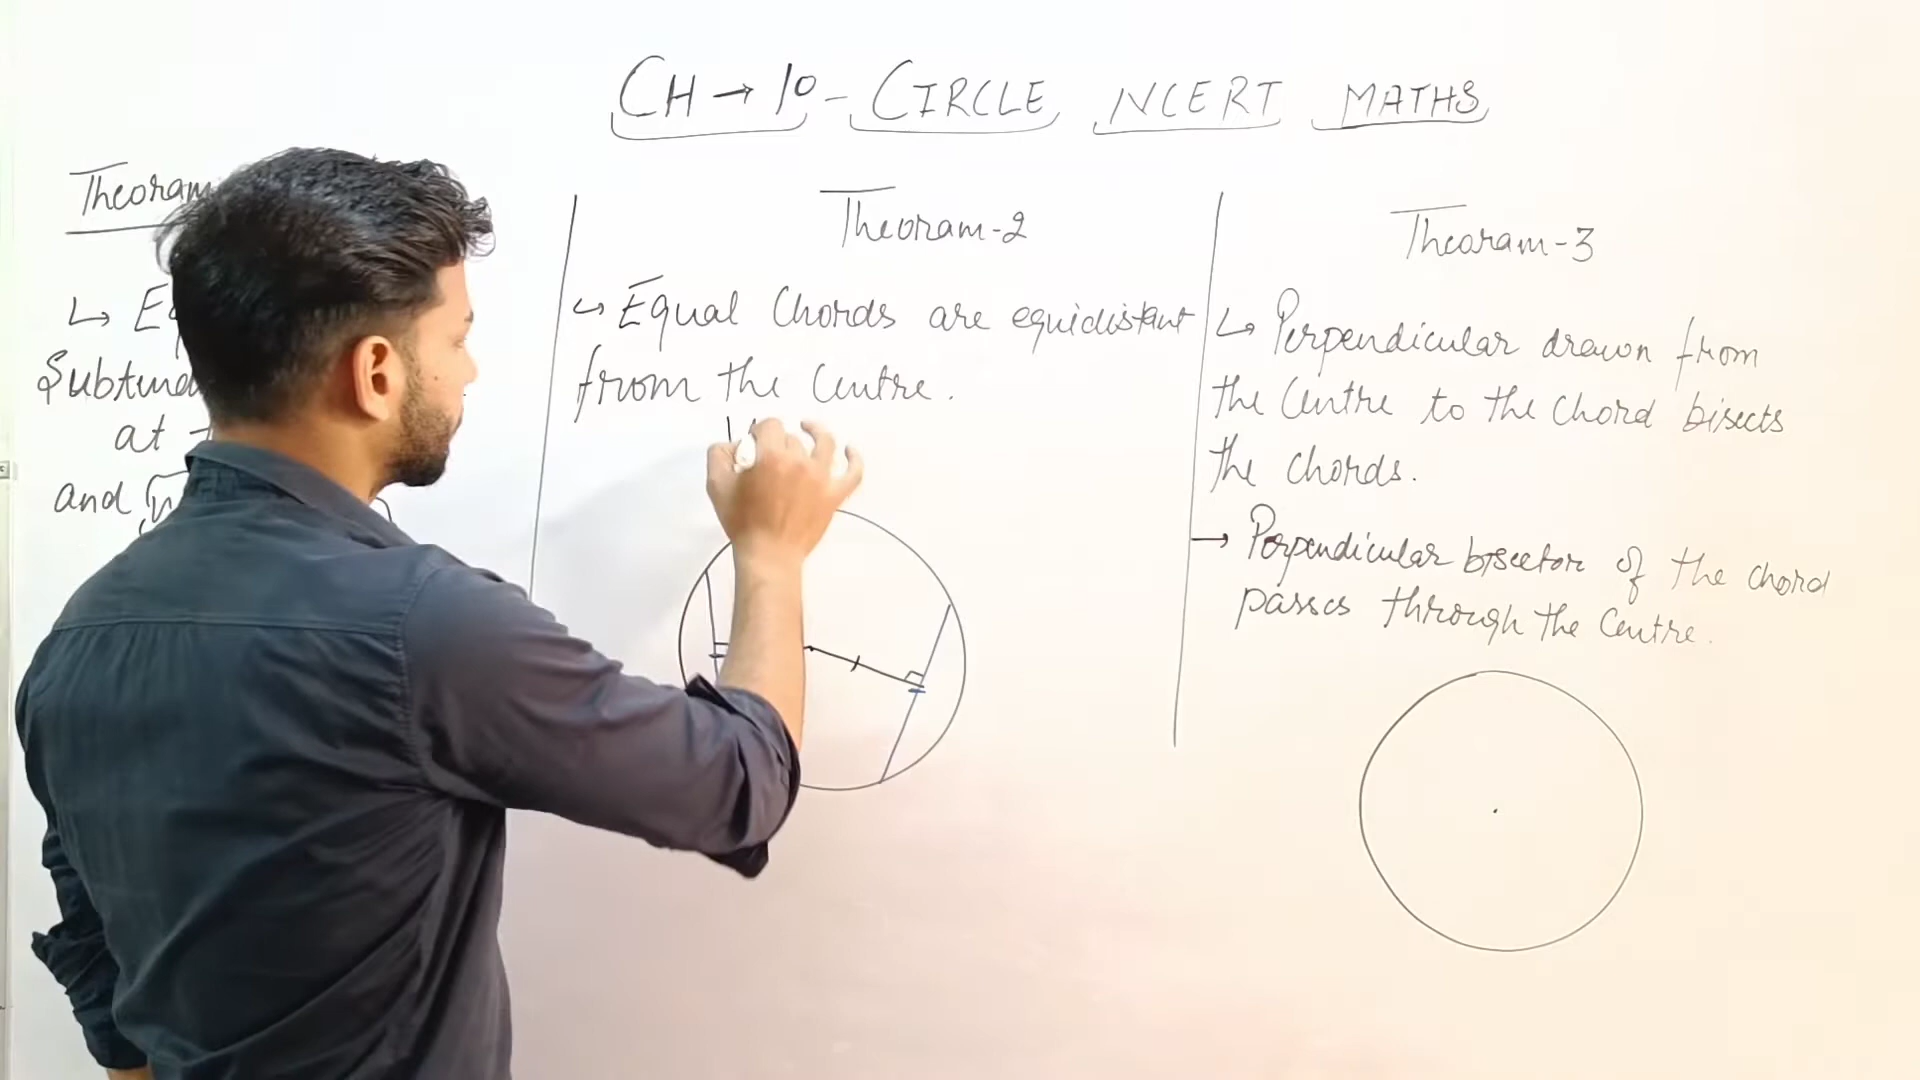 CH → 10 - CIRCLE NCERT MATHS
Theoram
↳
Subtend
at
and
Theoram-2
↳ Equal Chords are equidistant
from the Centre.
Theoram-3
↳ Perpendicular drawn from
the Centre to the chord bisects
the chords.
→ Perpendicular bisector of the chord
passes through the Centre.